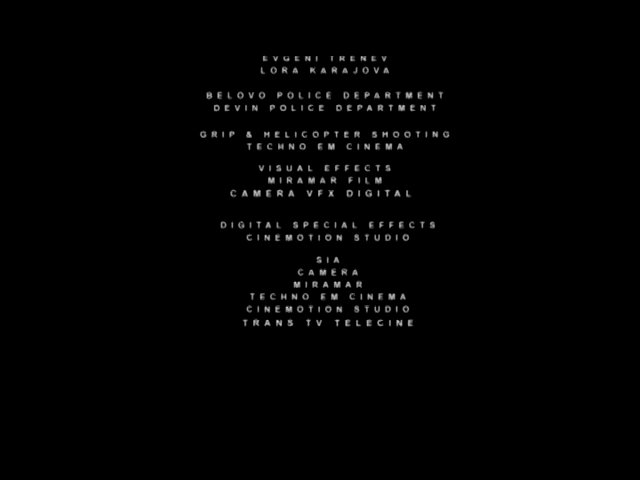 EVGENI TRENEV
LORA KARAJOVA
BELOVO POLICE DEPARTMENT
DEVIN POLICE DEPARTMENT
GRIP & HELICOPTER SHOOTING
TECHNO EM CINEMA
VISUAL EFFECTS
MIRAMAR FILM
CAMERA VFX DIGITAL
DIGITAL SPECIAL EFFECTS
CINEMOTION STUDIO
SIA
CAMERA
MIRAMAR
TECHNO EM CINEMA
CINEMOTION STUDIO
TRANS TV TELECINE